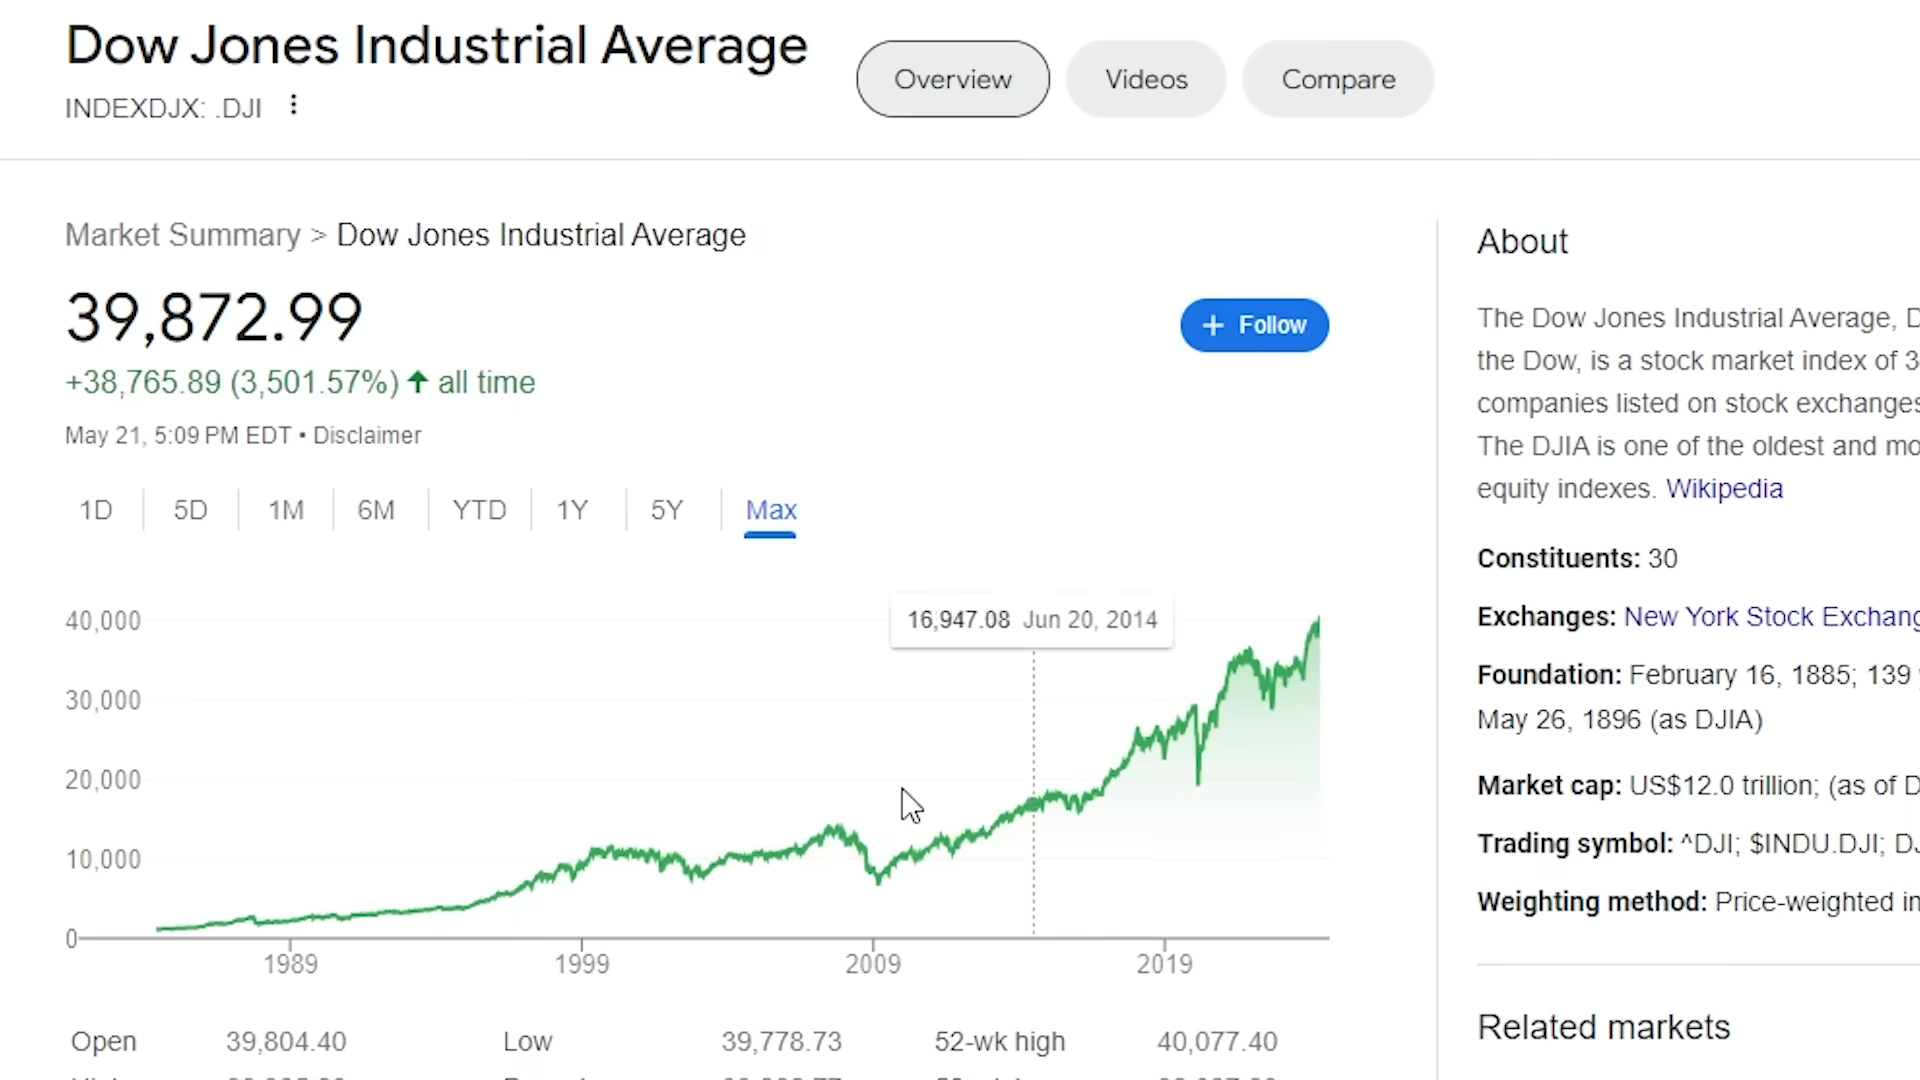 Dow Jones Industrial Average
INDEXDJX: .DJI
Overview
Videos
Compare
Market Summary > Dow Jones Industrial Average
39,872.99
+38,765.89 (3,501.57%) all time
May 21, 5:09 PM EDT • Disclaimer
+ Follow
1D 5D 1M 6M YTD 1Y 5Y Max
16,947.08 Jun 20, 2014
40,000
30,000
20,000
10,000
0
1989 1999 2009 2019
Open 39,804.40 Low 39,778.73 52-wk high 40,077.40
About
The Dow Jones Industrial Average, D
the Dow, is a stock market index of 3
companies listed on stock exchanges
The DJIA is one of the oldest and mo
equity indexes. Wikipedia
Constituents: 30
Exchanges: New York Stock Exchang
Foundation: February 16, 1885; 139
May 26, 1896 (as DJIA)
Market cap: US$12.0 trillion; (as of D
Trading symbol: ^DJI; $INDU.DJI; DJ
Weighting method: Price-weighted in
Related markets